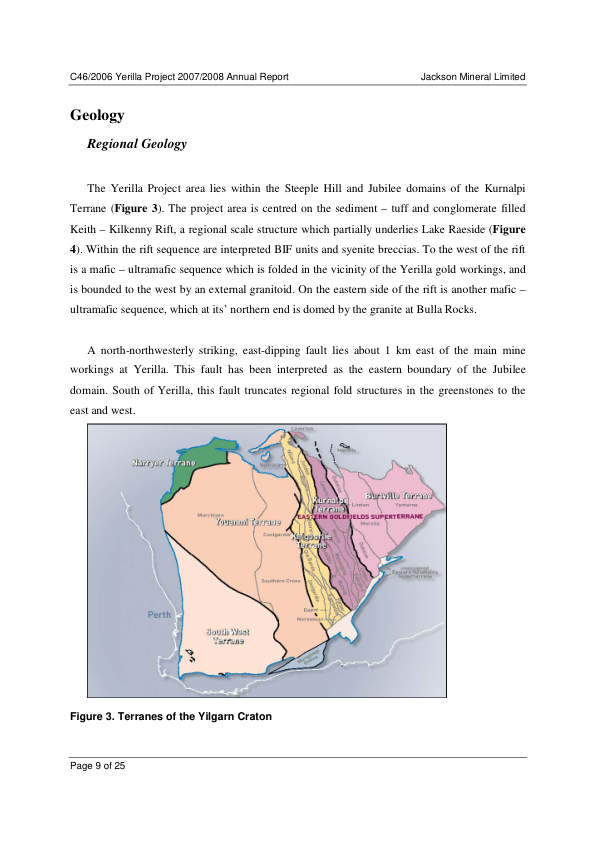 C46/2006 Yerilla Project 2007/2008 Annual Report Jackson Mineral Limited
Geology
Regional Geology
The Yerilla Project area lies within the Steeple Hill and Jubilee domains of the Kurnalpi
Terrane (Figure 3). The project area is centred on the sediment – tuff and conglomerate filled
Keith – Kilkenny Rift, a regional scale structure which partially underlies Lake Raeside (Figure
4). Within the rift sequence are interpreted BIF units and syenite breccias. To the west of the rift
is a mafic – ultramafic sequence which is folded in the vicinity of the Yerilla gold workings, and
is bounded to the west by an external granitoid. On the eastern side of the rift is another mafic –
ultramafic sequence, which at its’ northern end is domed by the granite at Bulla Rocks.
A north-northwesterly striking, east-dipping fault lies about 1 km east of the main mine
workings at Yerilla. This fault has been interpreted as the eastern boundary of the Jubilee
domain. South of Yerilla, this fault truncates regional fold structures in the greenstones to the
east and west.
Laverton
Narryer Terrane
Burtville Terrane
Kurnalpi
Terrane
Linden
Murchison
Youanmi Terrane
EASTERN GOLDFIELDS SUPERTERRANE
Kalgoorlie
Terrane
Southern Cross
Perth
South West
Terrane
Figure 3. Terranes of the Yilgarn Craton
Page 9 of 25